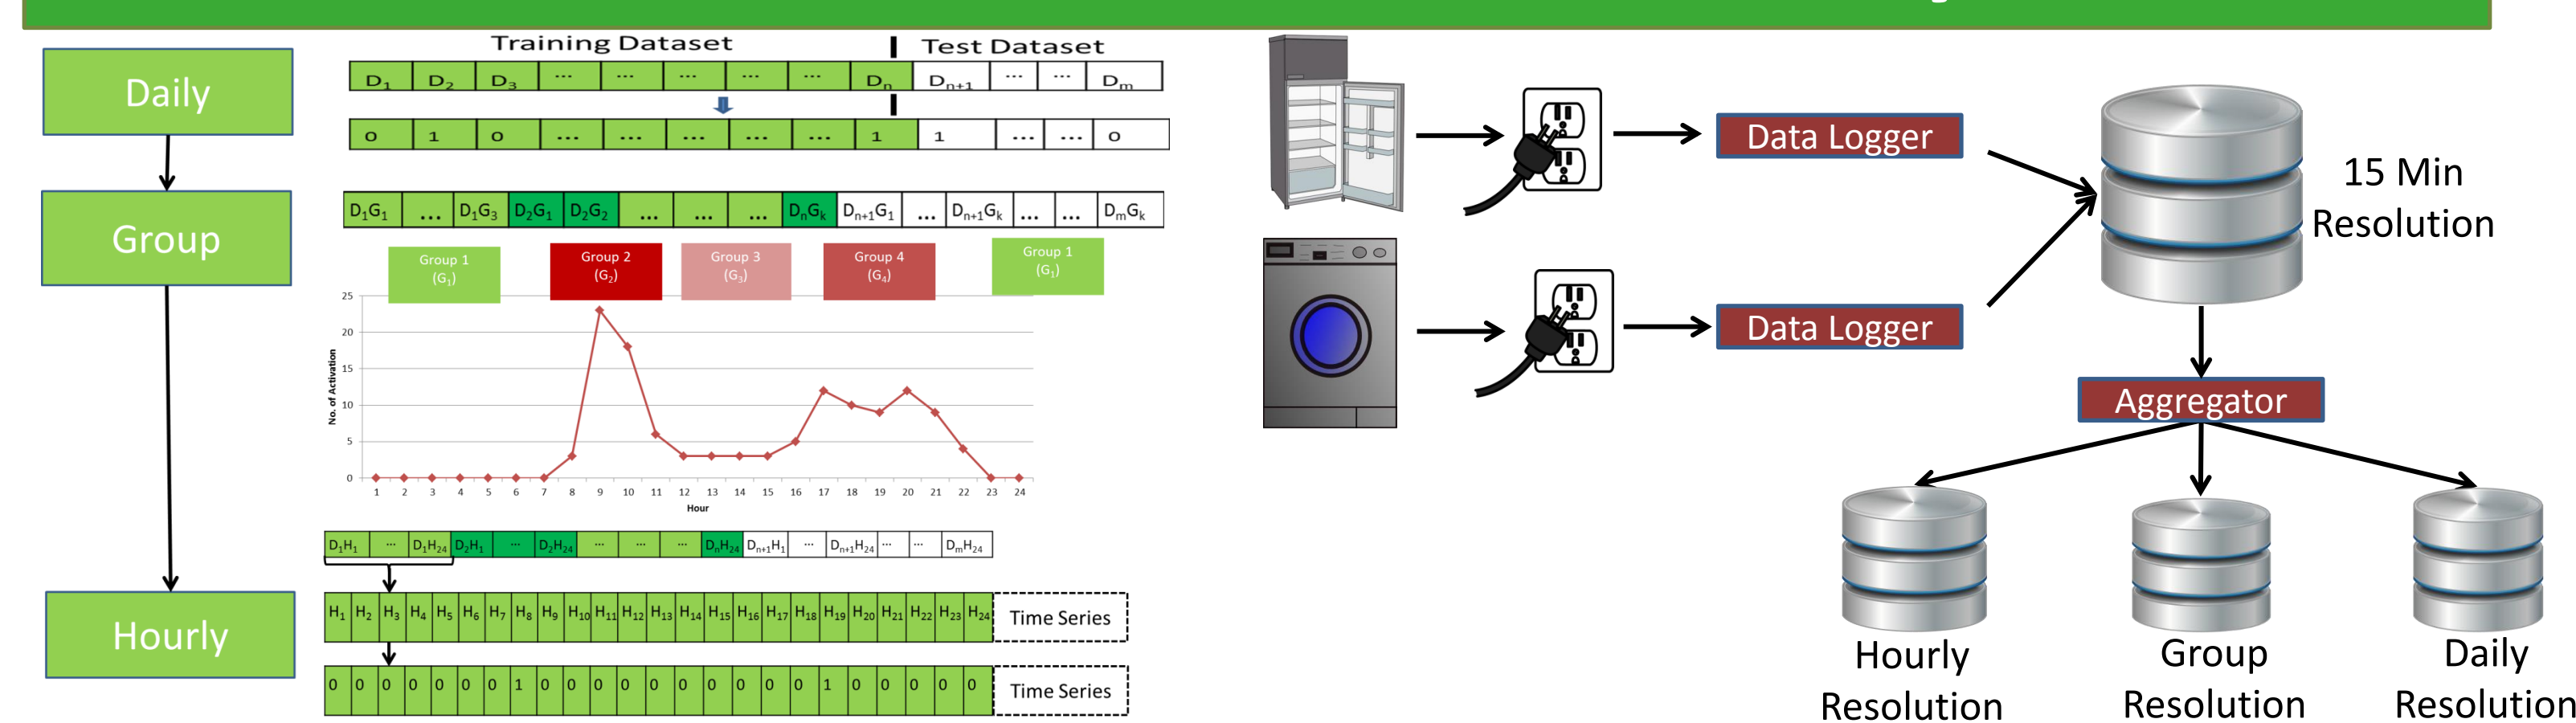 Daily
Group
Hourly
Training Dataset
Test Dataset
D1 D2 D3 ... ... ... ... ... Dn Dn+1 ... ... Dm
0 1 0 ... ... ... ... ... 1 1 ... ... 0
D1G1 ... D1G3 D2G1 D2G2 ... ... ... DnGk Dn+1G1 ... Dn+1Gk ... ... DmGk
Group 1
(G1)
Group 2
(G2)
Group 3
(G3)
Group 4
(G4)
Group 1
(G1)
No. of Activation
25
20
15
10
5
0
1 2 3 4 5 6 7 8 9 10 11 12 13 14 15 16 17 18 19 20 21 22 23 24
Hour
D1H1 ... D1H24 D2H1 ... D2H24 ... ... ... DnH24 Dn+1H1 ... Dn+1H24 ... ... DmH24
H1 H2 H3 H4 H5 H6 H7 H8 H9 H10 H11 H12 H13 H14 H15 H16 H17 H18 H19 H20 H21 H22 H23 H24 Time Series
0 0 0 0 0 0 0 1 0 0 0 0 0 0 0 0 0 0 1 0 0 0 0 0 Time Series
Data Logger
Data Logger
15 Min
Resolution
Aggregator
Hourly
Resolution
Group
Resolution
Daily
Resolution